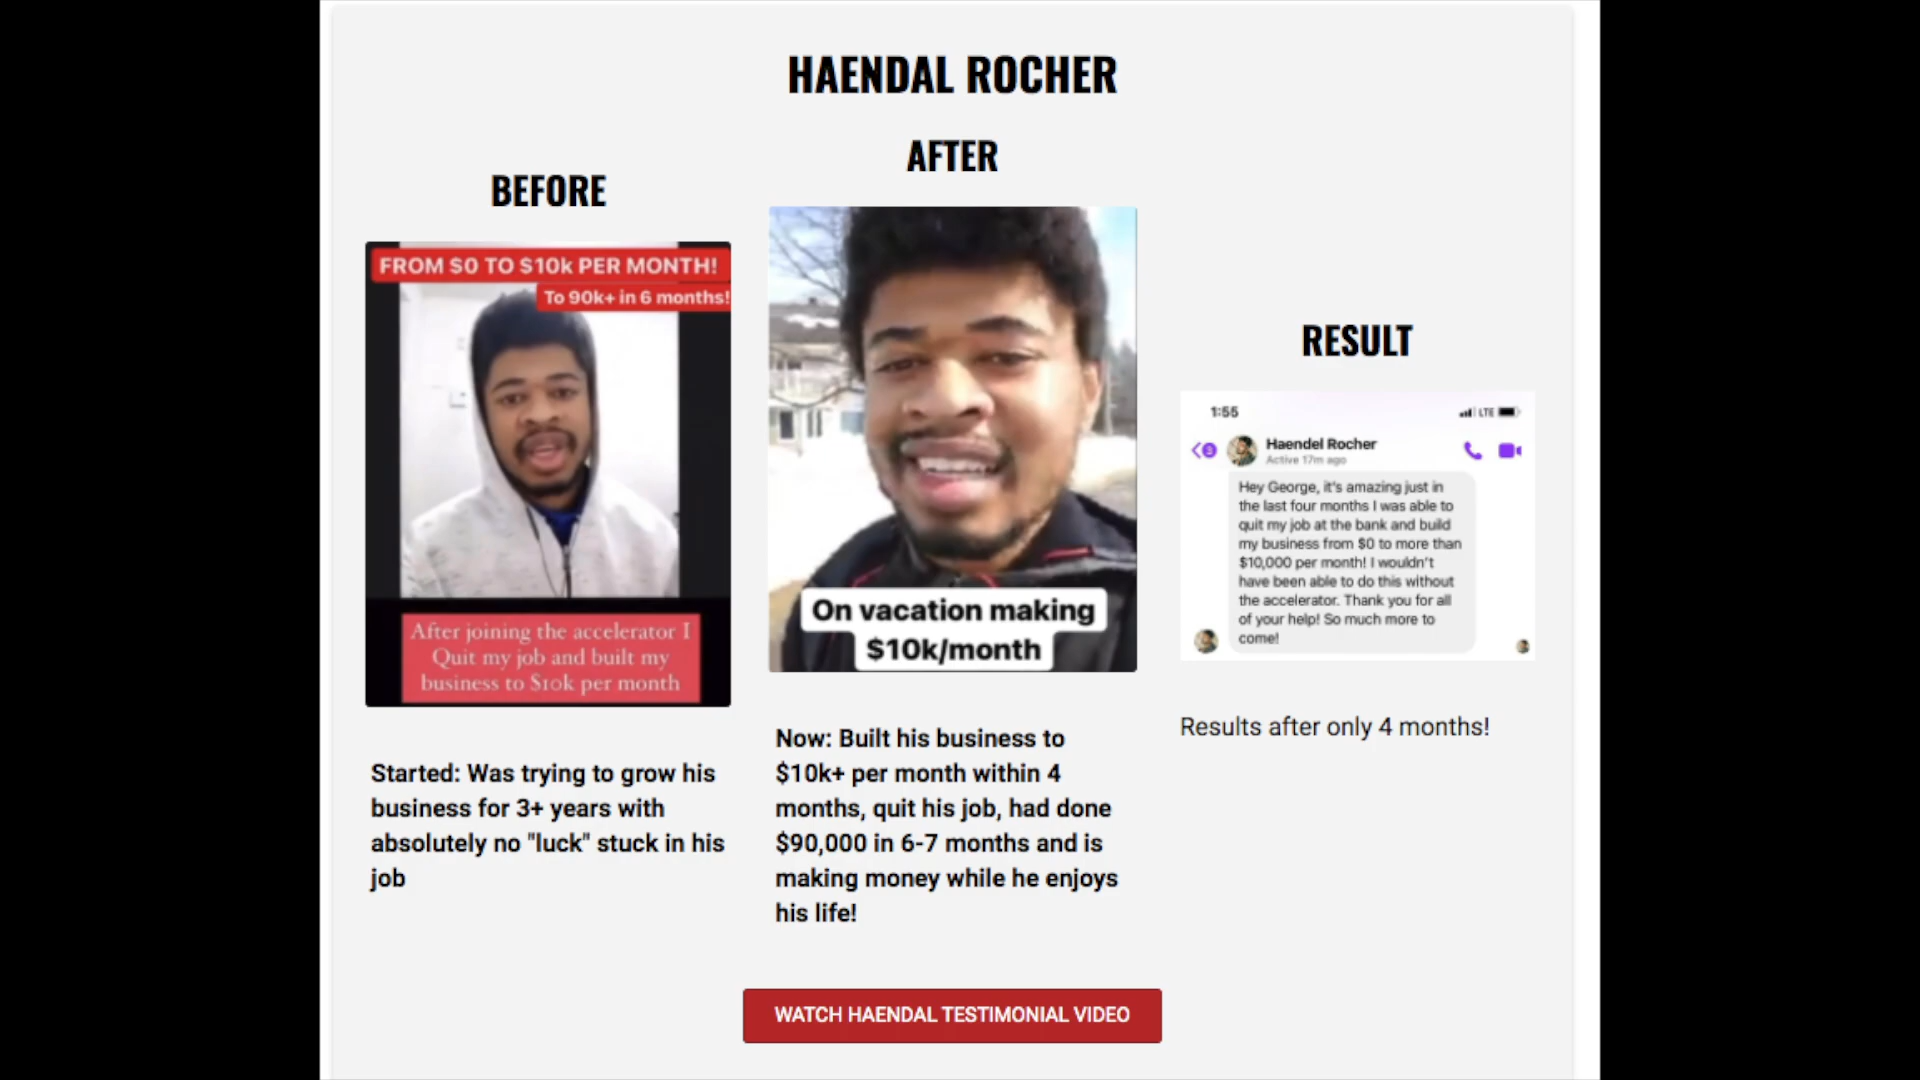 HAENDAL ROCHER
BEFORE
FROM $0 TO $10k PER MONTH!
To 90k+ in 6 months!
After joining the accelerator I
Quit my job and built my
business to $10k per month
Started: Was trying to grow his
business for 3+ years with
absolutely no "luck" stuck in his
job
AFTER
On vacation making
$10k/month
Now: Built his business to
$10k+ per month within 4
months, quit his job, had done
$90,000 in 6-7 months and is
making money while he enjoys
his life!
RESULT
1:55
LTE
3
Haendel Rocher
Active 17m ago
Hey George, it's amazing just in
the last four months I was able to
quit my job at the bank and build
my business from $0 to more than
$10,000 per month! I wouldn't
have been able to do this without
the accelerator. Thank you for all
of your help! So much more to
come!
Results after only 4 months!
WATCH HAENDAL TESTIMONIAL VIDEO